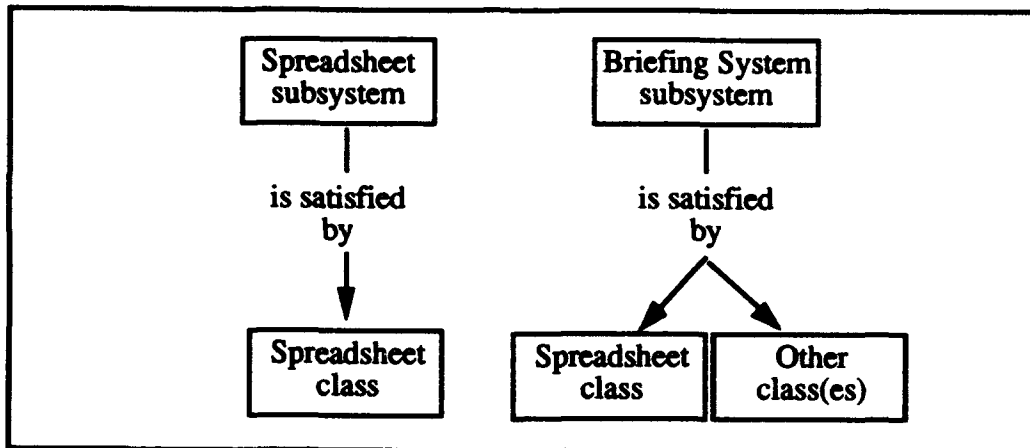 Spreadsheet
subsystem
is satisfied
by
Spreadsheet
class
Briefing System
subsystem
is satisfied
by
Spreadsheet
class
Other
class(es)